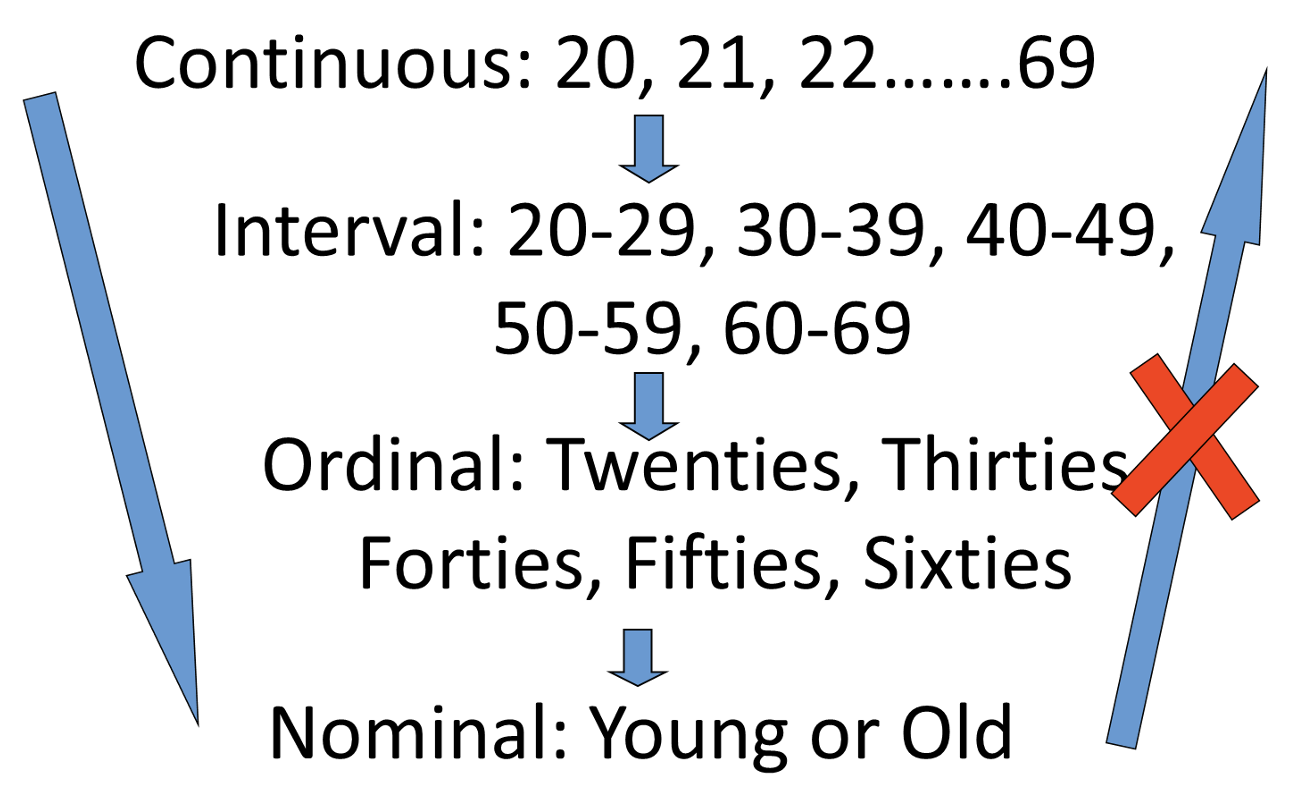 Continuous: 20, 21, 22…….69
Interval: 20-29, 30-39, 40-49,
50-59, 60-69
Ordinal: Twenties, Thirties
Forties, Fifties, Sixties
Nominal: Young or Old